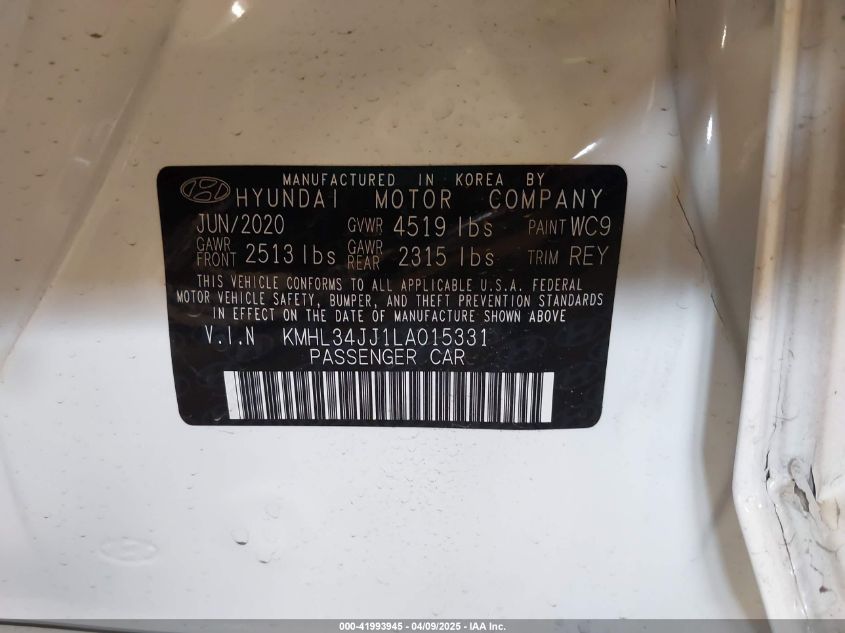 MANUFACTURED IN KOREA BY
HYUNDAI MOTOR COMPANY
JUN/2020 GVWR 4519 lbs PAINT WC9
GAWR FRONT 2513 lbs GAWR REAR 2315 lbs TRIM REY
THIS VEHICLE CONFORMS TO ALL APPLICABLE U.S.A. FEDERAL
MOTOR VEHICLE SAFETY, BUMPER, AND THEFT PREVENTION STANDARDS
IN EFFECT ON THE DATE OF MANUFACTURE SHOWN ABOVE
V.I.N KMHL34JJ1LA015331
PASSENGER CAR
000-41993945 - 04/09/2025 - IAA Inc.